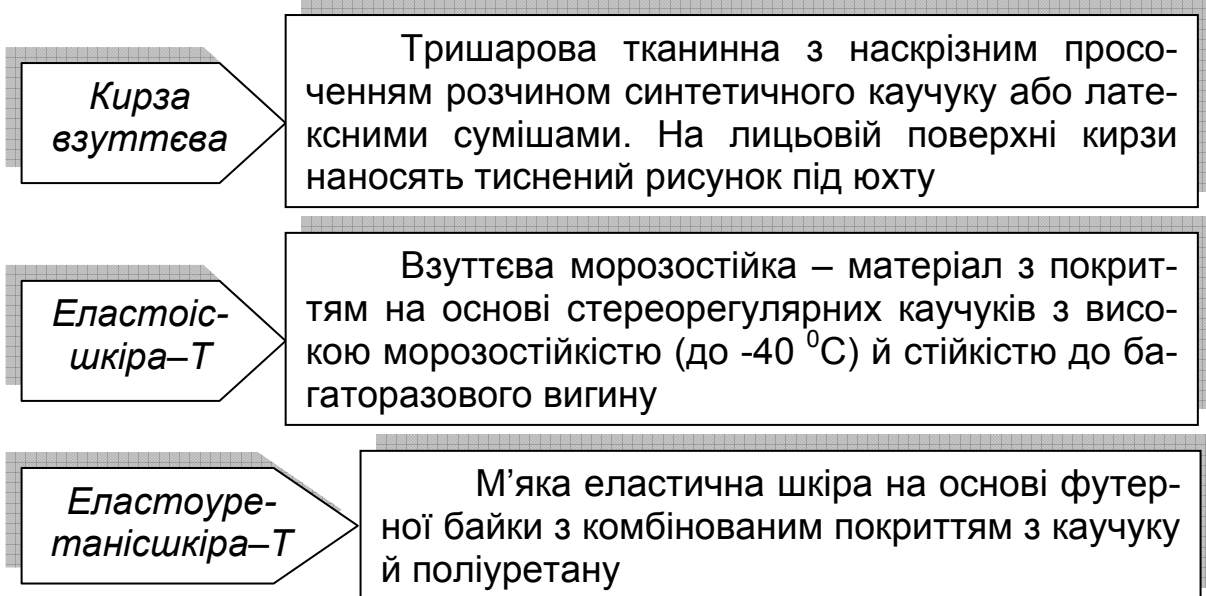 Кирза
взуттєва
Тришарова тканинна з наскрізним просо-
ченням розчином синтетичного каучуку або лате-
ксними сумішами. На лицьовій поверхні кирзи
наносять тиснений рисунок під юхту
Еластоіс-
шкіра–Т
Взуттєва морозостійка – матеріал з покрит-
тям на основі стереорегулярних каучуків з висо-
кою морозостійкістю (до -40 ⁰С) й стійкістю до ба-
гаторазового вигину
Еластоуре-
танісшкіра–Т
М’яка еластична шкіра на основі футер-
ної байки з комбінованим покриттям з каучуку
й поліуретану